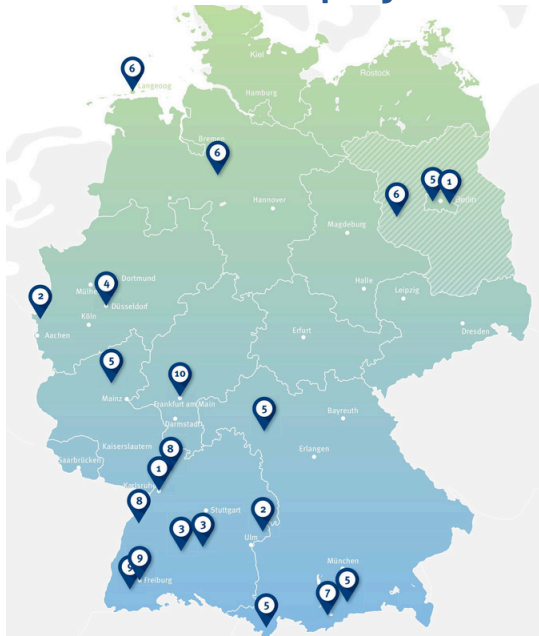 Kiel
Rostock
6
Langeoog
Hamburg
Bremen
6
5
1
Berlin
6
Hannover
Magdeburg
Dortmund
4
Halle
Leipzig
2
Düsseldorf
Köln
Aachen
Erfurt
Dresden
5
10
Mainz
Frankfurt am Main
5
Bayreuth
Darmstadt
Kaiserslautern
8
Erlangen
Saarbrücken
1
Karlsruhe
8
Stuttgart
2
3
3
Ulm
9
9
München
Freiburg
5
7
5